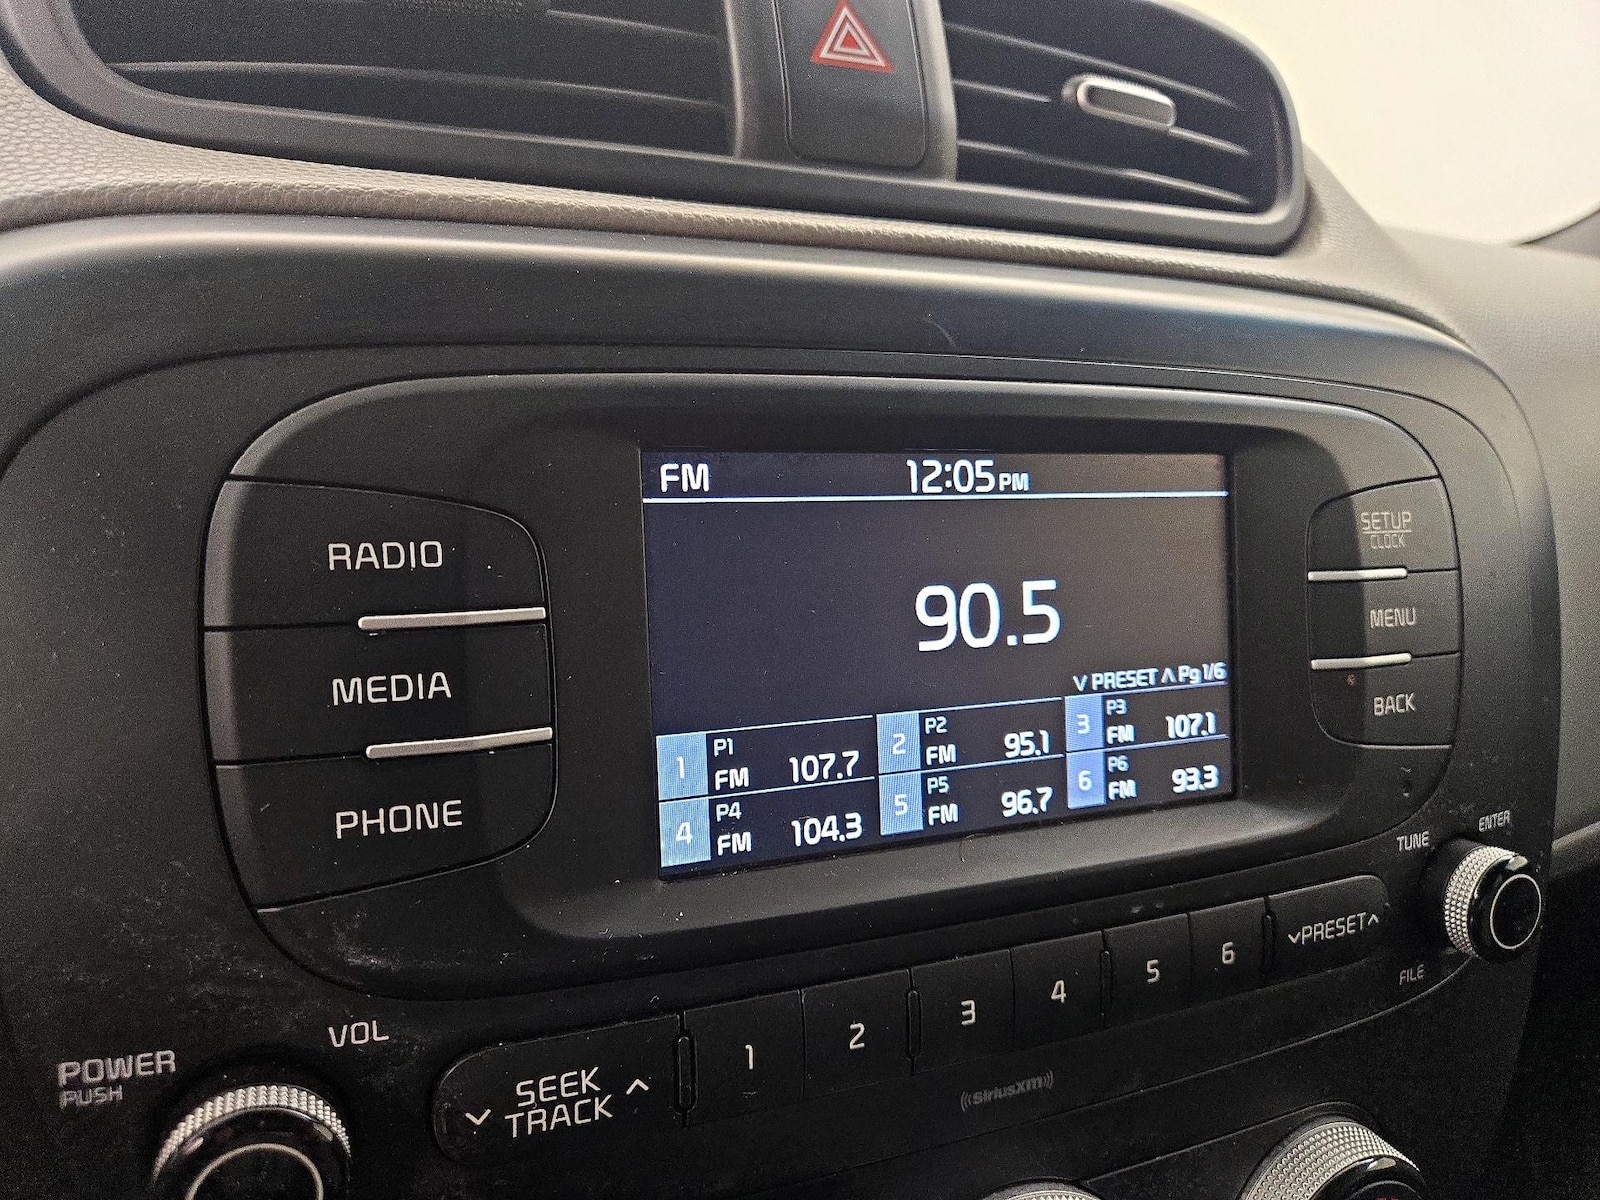 FM 12:05 PM
90.5
V PRESET Λ Pg 1/6
1 P1 FM 107.7
2 P2 FM 95.1
3 P3 FM 107.1
4 P4 FM 104.3
5 P5 FM 96.7
6 P6 FM 93.3
RADIO
MEDIA
PHONE
SETUP
CLOCK
MENU
BACK
ENTER
TUNE
FILE
POWER
PUSH
VOL
SEEK
TRACK
1 2 3 4 5 6
PRESET
((SiriusXM))